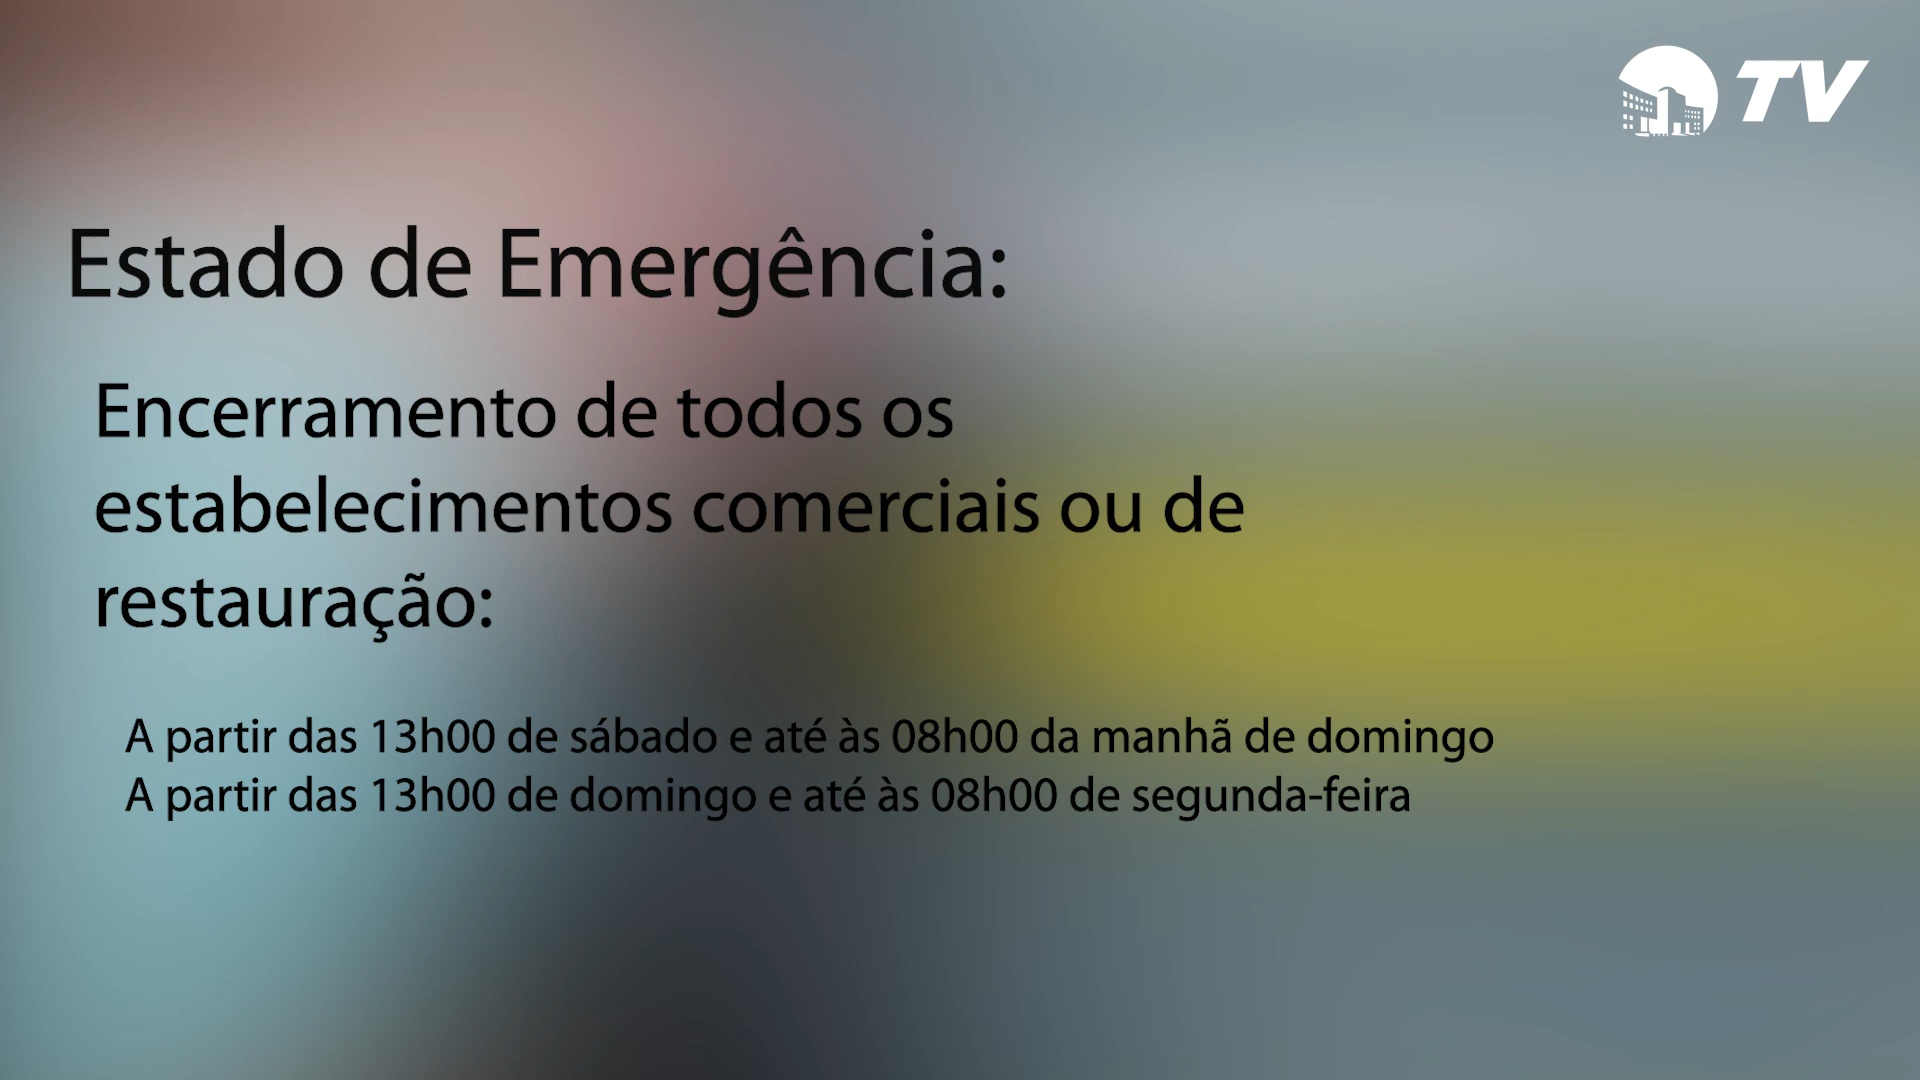 TV
Estado de Emergência:
Encerramento de todos os
estabelecimentos comerciais ou de
restauração:
A partir das 13h00 de sábado e até às 08h00 da manhã de domingo
A partir das 13h00 de domingo e até às 08h00 de segunda-feira